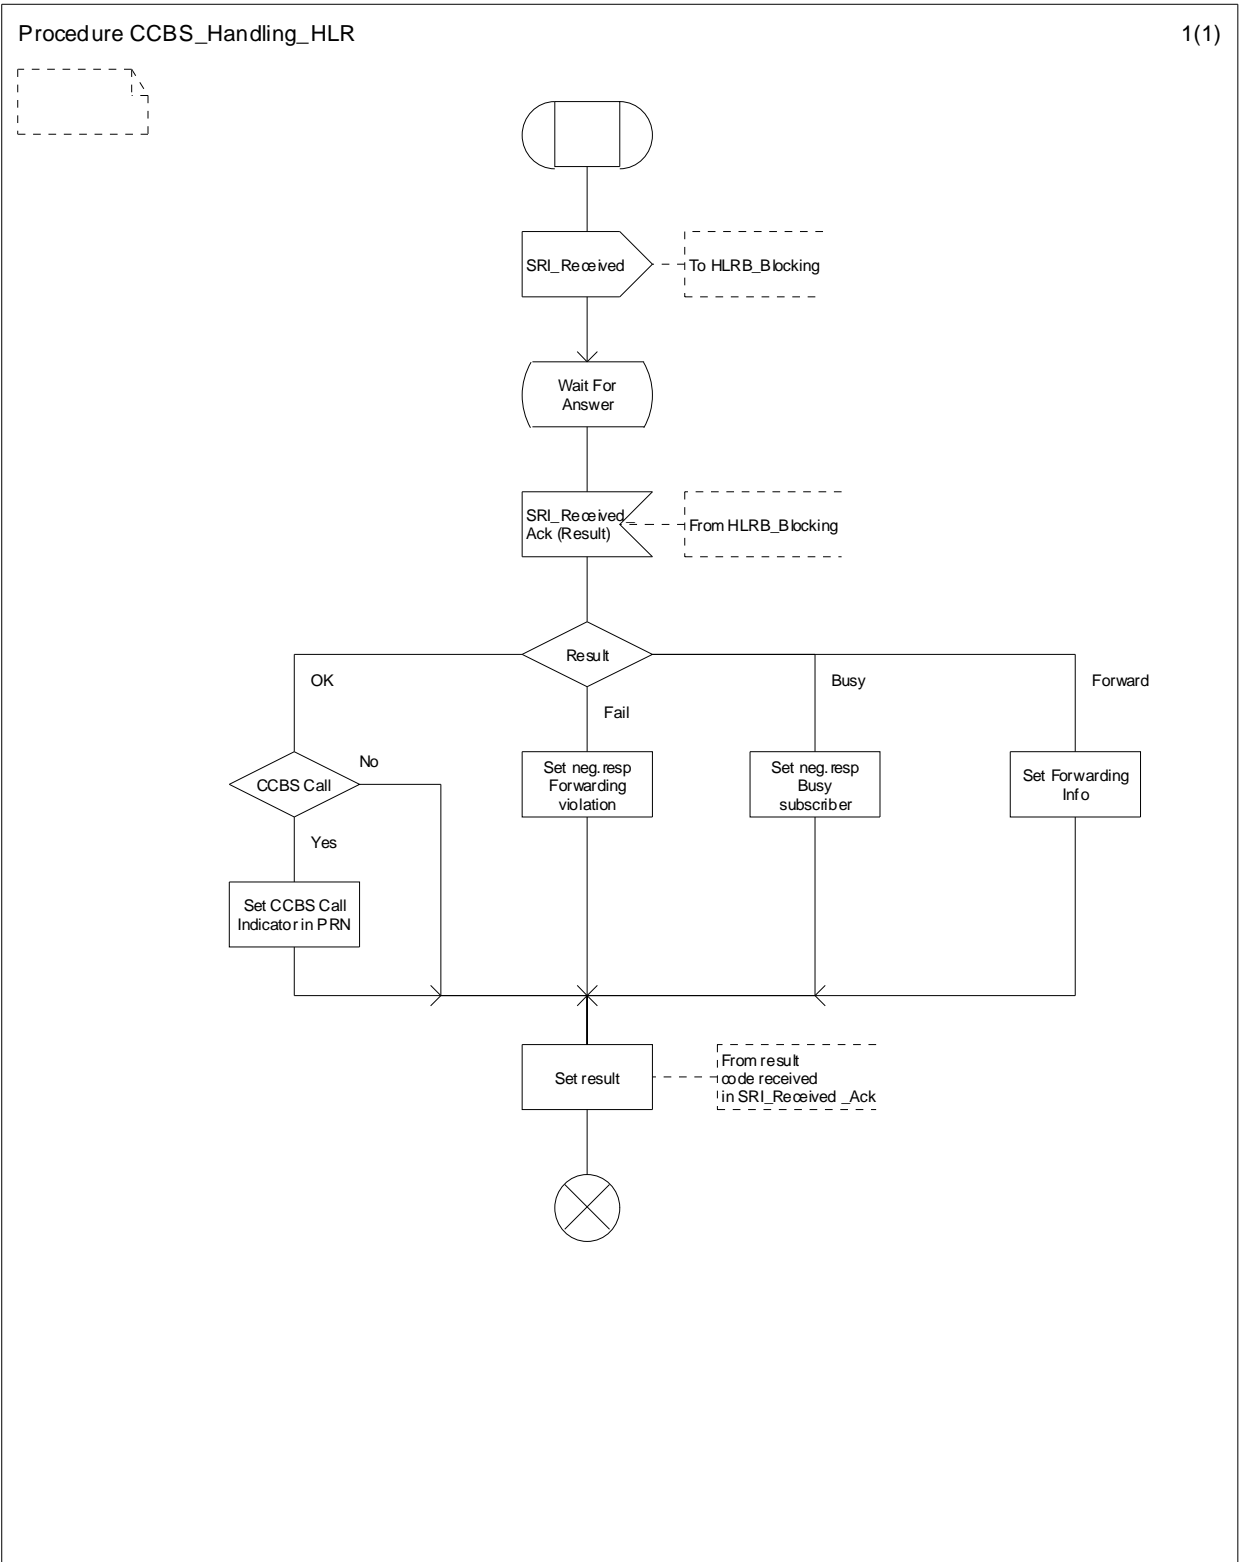 Procedure CCBS_Handling_HLR
1(1)
SRI_Received
To HLRB_Blocking
Wait For
Answer
SRI_Received_
Ack (Result)
From HLRB_Blocking
Result
OK
Busy
Forward
Fail
No
CCBS Call
Set neg.resp
Forwarding
violation
Set neg.resp
Busy
subscriber
Set Forwarding
Info
Yes
Set CCBS Call
Indicator in PRN
Set result
From result
code received
in SRI_Received _Ack